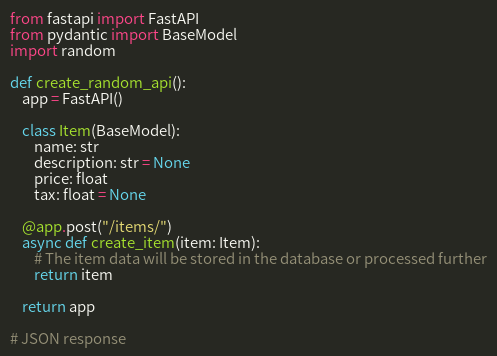 from fastapi import FastAPI
from pydantic import BaseModel
import random
def create_random_api():
app = FastAPI()
class Item(BaseModel):
name: str
description: str = None
price: float
tax: float = None
@app.post("/items/")
async def create_item(item: Item):
# The item data will be stored in the database or processed further
return item
return app
# JSON response